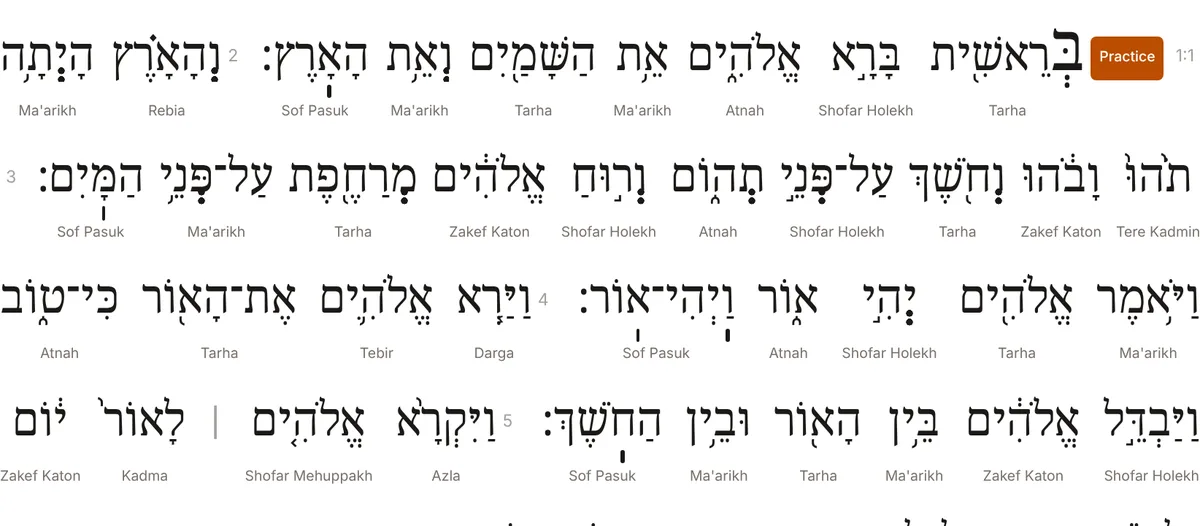 1:1 Practice בְּרֵאשִׁ֖ית בָּרָ֣א אֱלֹהִ֑ים אֵ֥ת הַשָּׁמַ֖יִם וְאֵ֥ת הָאָֽרֶץ׃ 2 וְהָאָ֗רֶץ הָיְתָ֥ה
Tarha Shofar Holekh Atnah Ma'arikh Tarha Ma'arikh Sof Pasuk Rebia Ma'arikh
תֹ֙הוּ֙ וָבֹ֔הוּ וְחֹ֖שֶׁךְ עַל־פְּנֵ֣י תְה֑וֹם וְר֣וּחַ אֱלֹהִ֔ים מְרַחֶ֖פֶת עַל־פְּנֵ֥י הַמָּֽיִם׃ 3
Tere Kadmin Zakef Katon Tarha Shofar Holekh Atnah Shofar Holekh Zakef Katon Tarha Ma'arikh Sof Pasuk
וַיֹּ֥אמֶר אֱלֹהִ֖ים יְהִ֣י א֑וֹר וַֽיְהִי־אֽוֹר׃ 4 וַיַּ֧רְא אֱלֹהִ֛ים אֶת־הָא֖וֹר כִּי־ט֑וֹב
Ma'arikh Tarha Shofar Holekh Atnah Sof Pasuk Darga Tebir Tarha Atnah
וַיַּבְדֵּ֣ל אֱלֹהִ֔ים בֵּ֥ין הָא֖וֹר וּבֵ֥ין הַחֹֽשֶׁךְ׃ 5 וַיִּקְרָ֨א אֱלֹהִ֤ים | לָאוֹר֙ י֔וֹם
Shofar Holekh Zakef Katon Ma'arikh Tarha Ma'arikh Sof Pasuk Azla Shofar Mehuppakh Kadma Zakef Katon